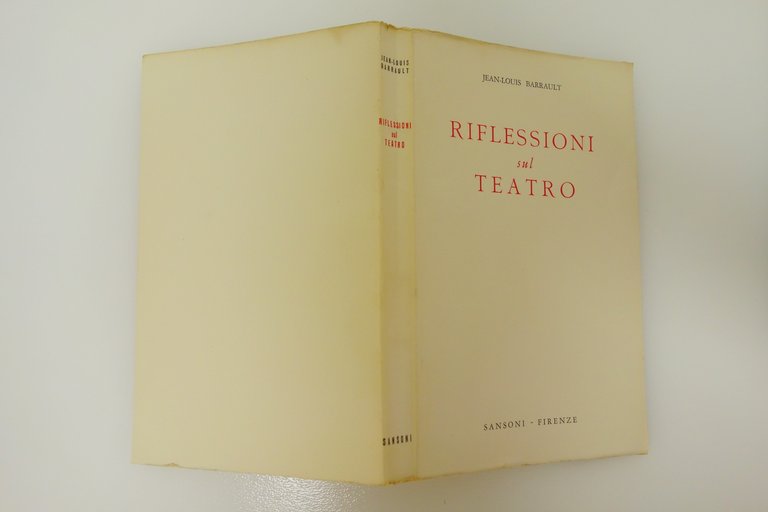 JEAN-LOUIS
BARRAULT
RIFLESSIONI
sul
TEATRO
SANSONI
JEAN-LOUIS BARRAULT
RIFLESSIONI
sul
TEATRO
SANSONI - FIRENZE